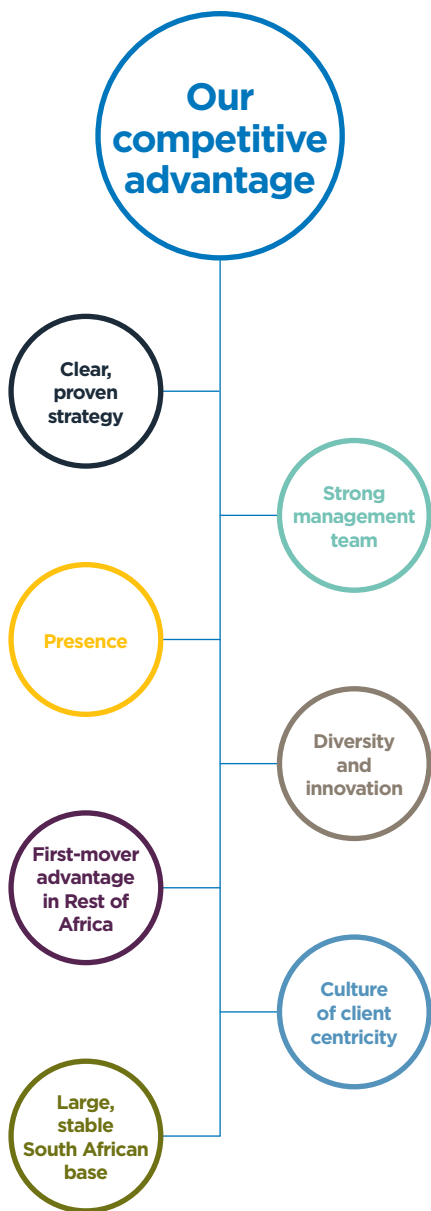 Our
competitive
advantage
Clear,
proven
strategy
Strong
management
team
Presence
Diversity
and
innovation
First-mover
advantage
in Rest of
Africa
Culture
of client
centricity
Large,
stable
South African
base